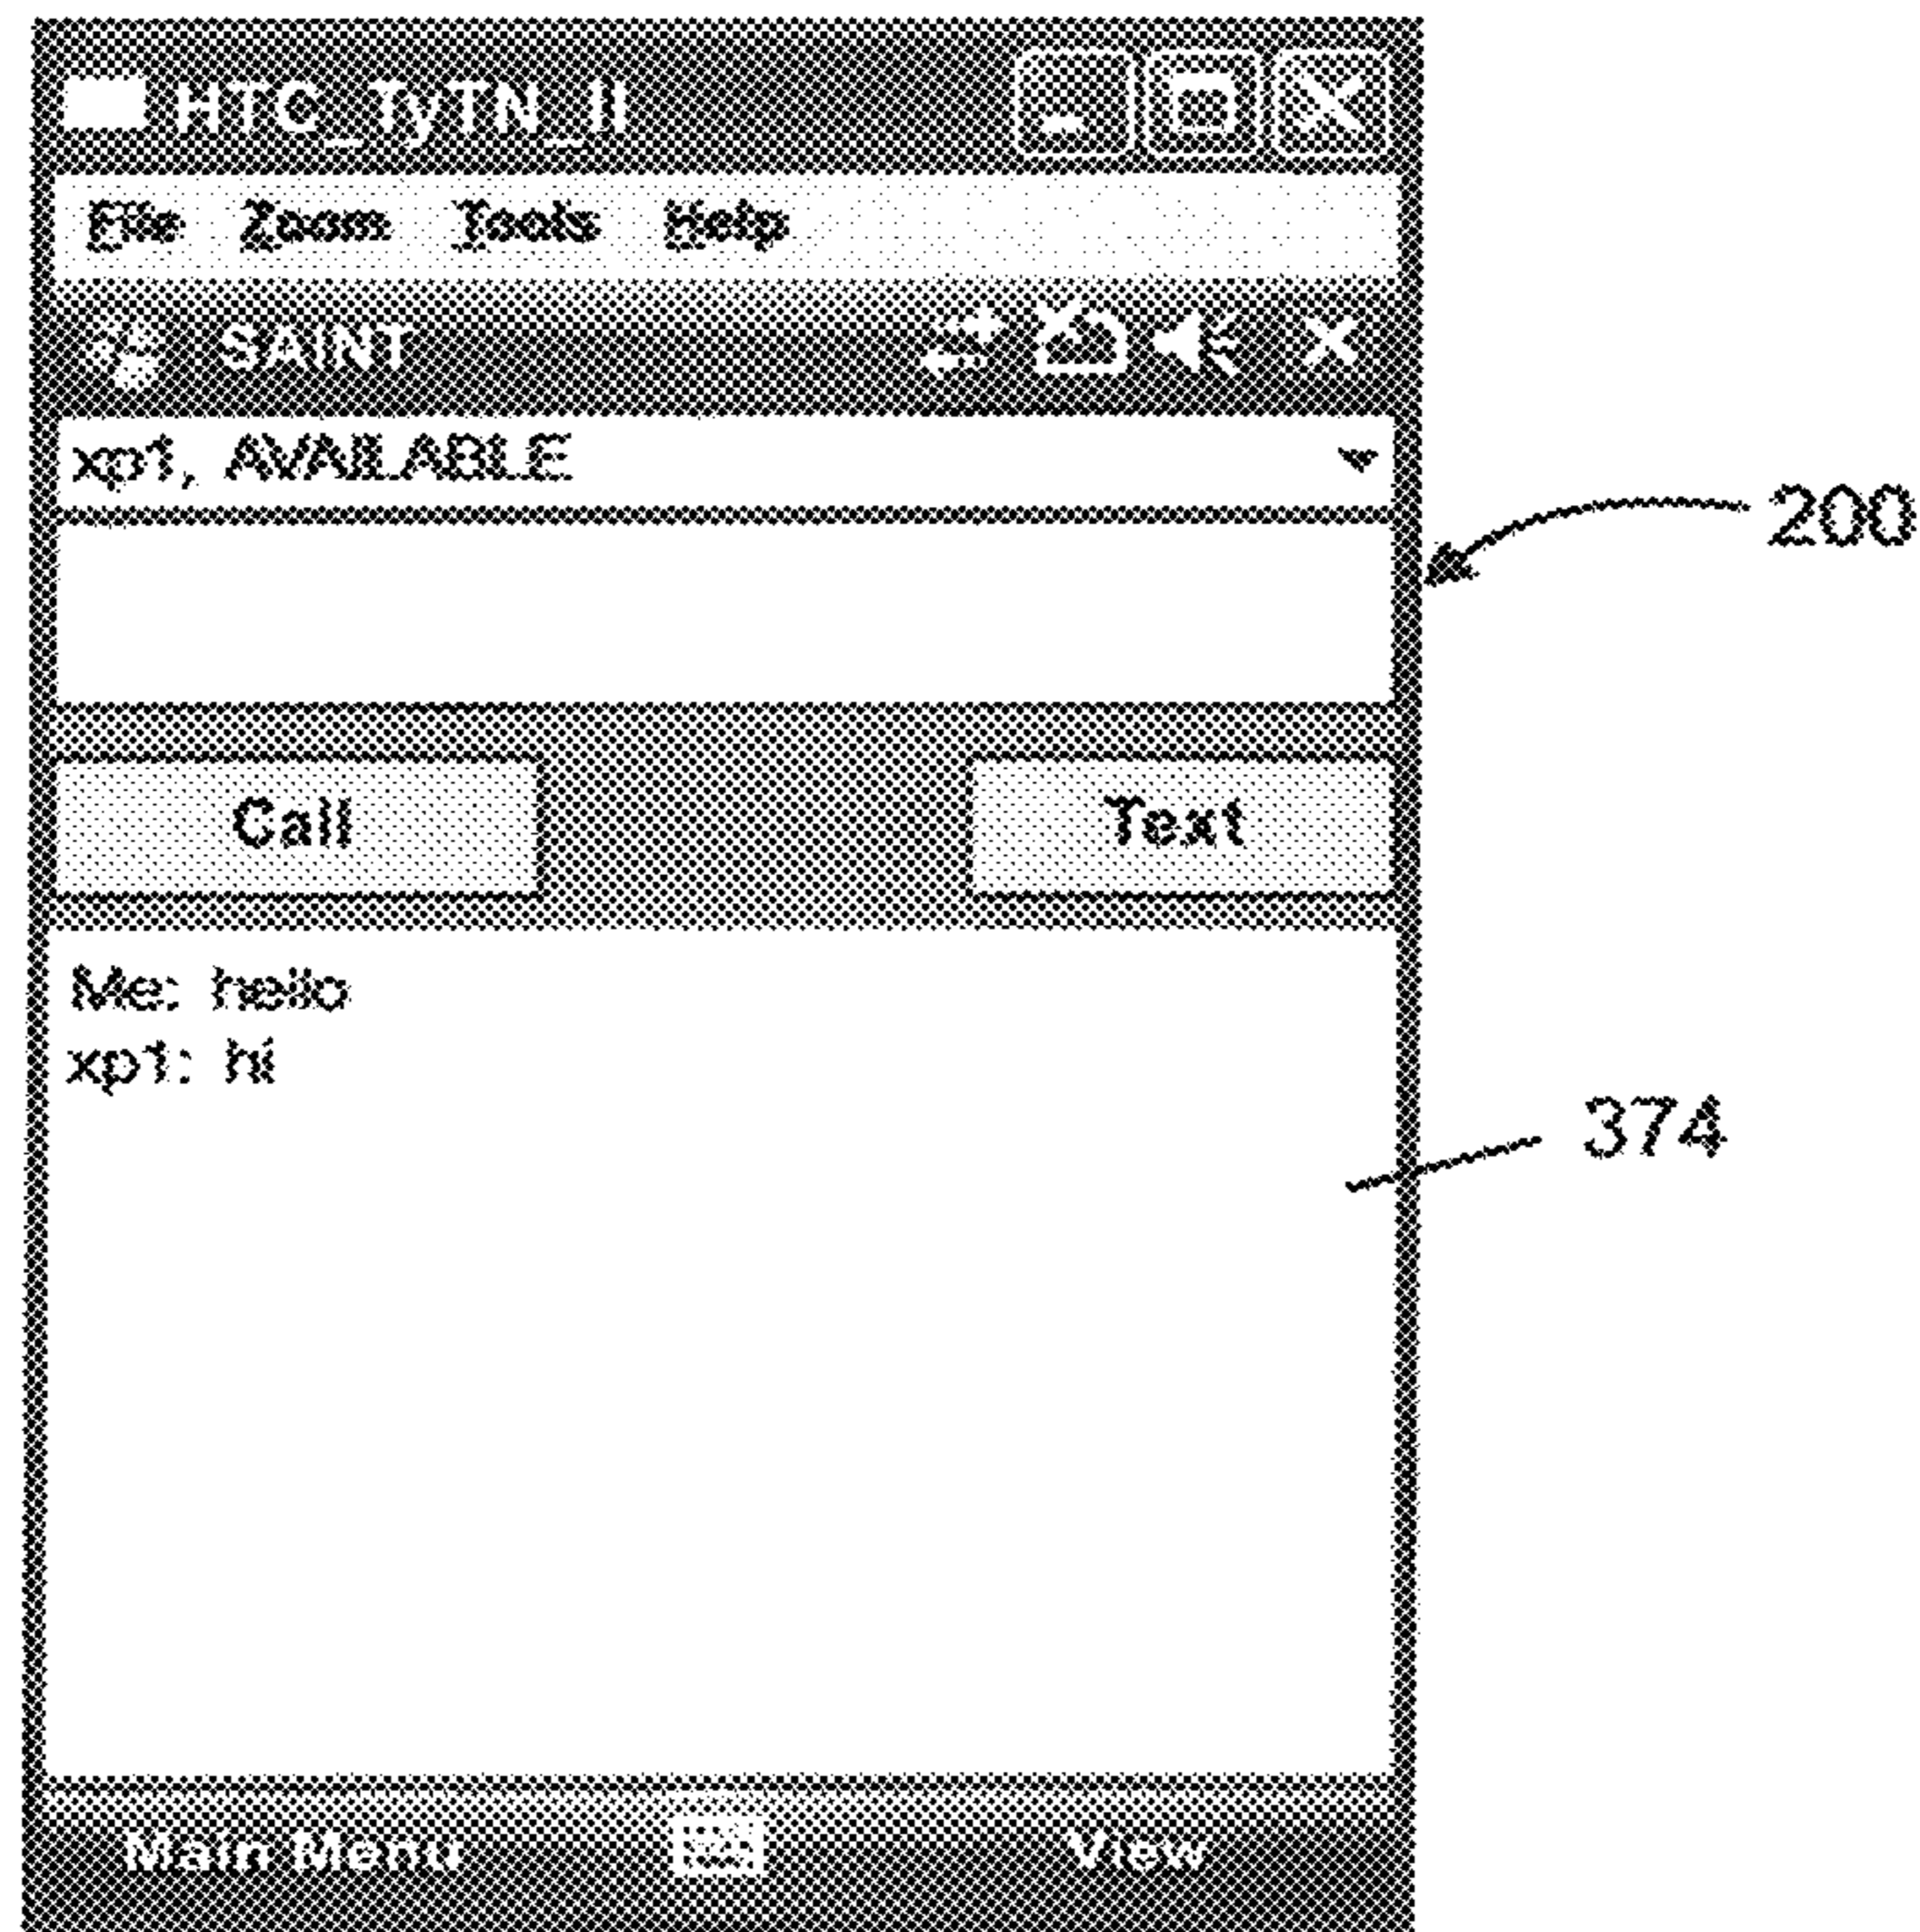 HTC_TyTN_II
File Zoom Tools Help
SAINT
xp1, AVAILABLE
200
Call Text
Me: hello
xp1: hi
374
Main Menu View